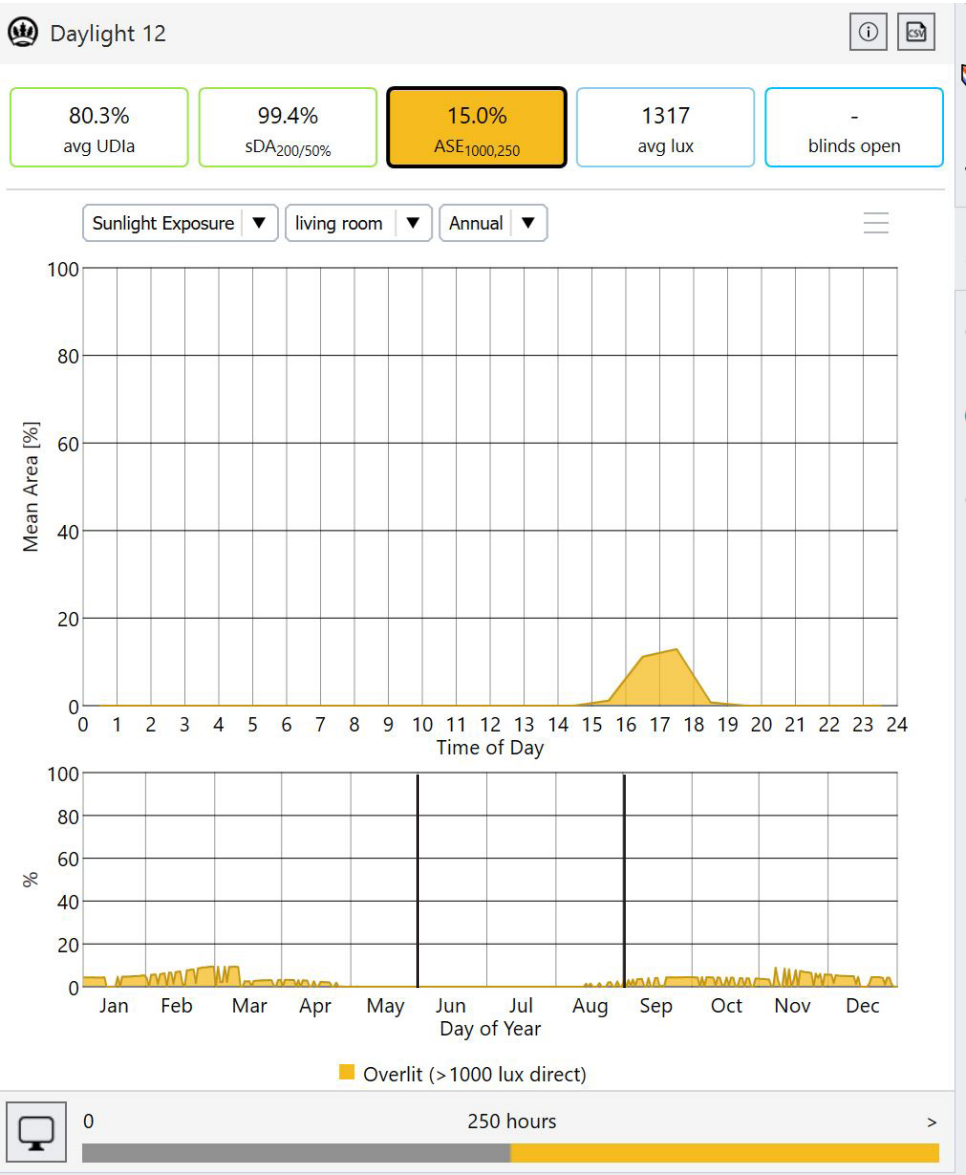 Daylight 12
CSV
80.3%
avg UDIa
99.4%
sDA200/50%
15.0%
ASE1000,250
1317
avg lux
-
blinds open
Sunlight Exposure ▼
living room ▼
Annual ▼
100
80
60
40
20
0
Mean Area [%]
0 1 2 3 4 5 6 7 8 9 10 11 12 13 14 15 16 17 18 19 20 21 22 23 24
Time of Day
100
80
60
40
20
0
%
Jan Feb Mar Apr May Jun Jul Aug Sep Oct Nov Dec
Day of Year
Overlit (>1000 lux direct)
0 250 hours >